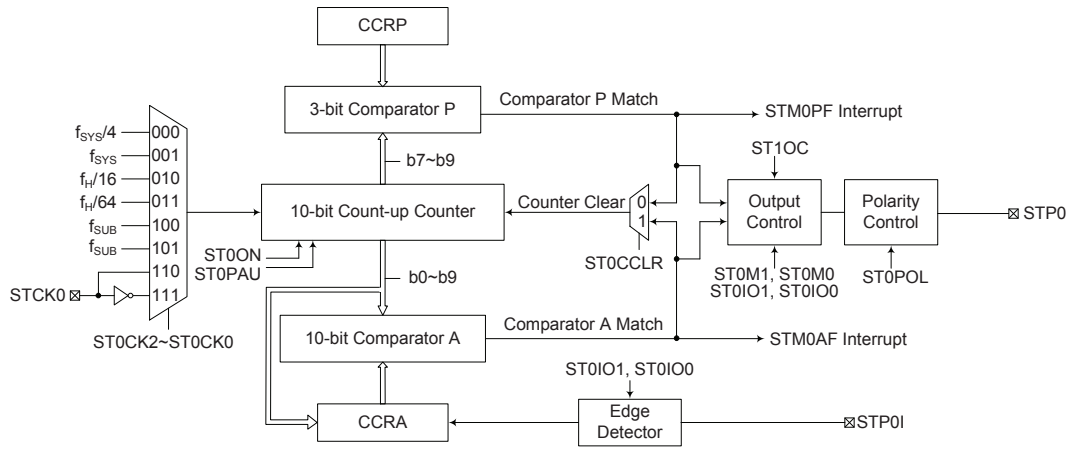 CCRP
3-bit Comparator P
Comparator P Match
STM0PF Interrupt
b7~b9
fSYS/4
000
fSYS
001
fH/16
010
fH/64
011
fSUB
100
fSUB
101
110
111
STCK0
ST0CK2~ST0CK0
10-bit Count-up Counter
ST0ON
ST0PAU
Counter Clear
0
1
ST0CCLR
ST1OC
Output
Control
ST0M1, ST0M0
ST0IO1, ST0IO0
Polarity
Control
ST0POL
STP0
b0~b9
10-bit Comparator A
Comparator A Match
STM0AF Interrupt
ST0IO1, ST0IO0
CCRA
Edge
Detector
STP0I